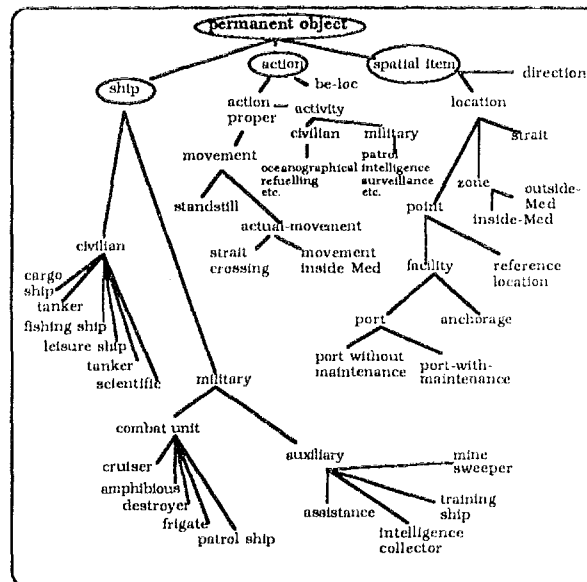 permanent object
action
spatial item
direction
ship
be-loc
action
proper
activity
location
civilian
military
strait
movement
oceanographical
refuelling
etc.
patrol
intelligence
surveillance
etc.
zone
outside-
Med
inside-Med
standstill
point
actual-movement
civilian
strait
crossing
movement
inside Med
cargo
ship
facility
reference
location
tanker
fishing ship
port
anchorage
leisure ship
tanker
scientific
port without
maintenance
port-with-
maintenance
military
combat unit
auxiliary
mine
sweeper
cruiser
amphibious
destroyer
assistance
training
ship
frigate
patrol ship
intelligence
collector